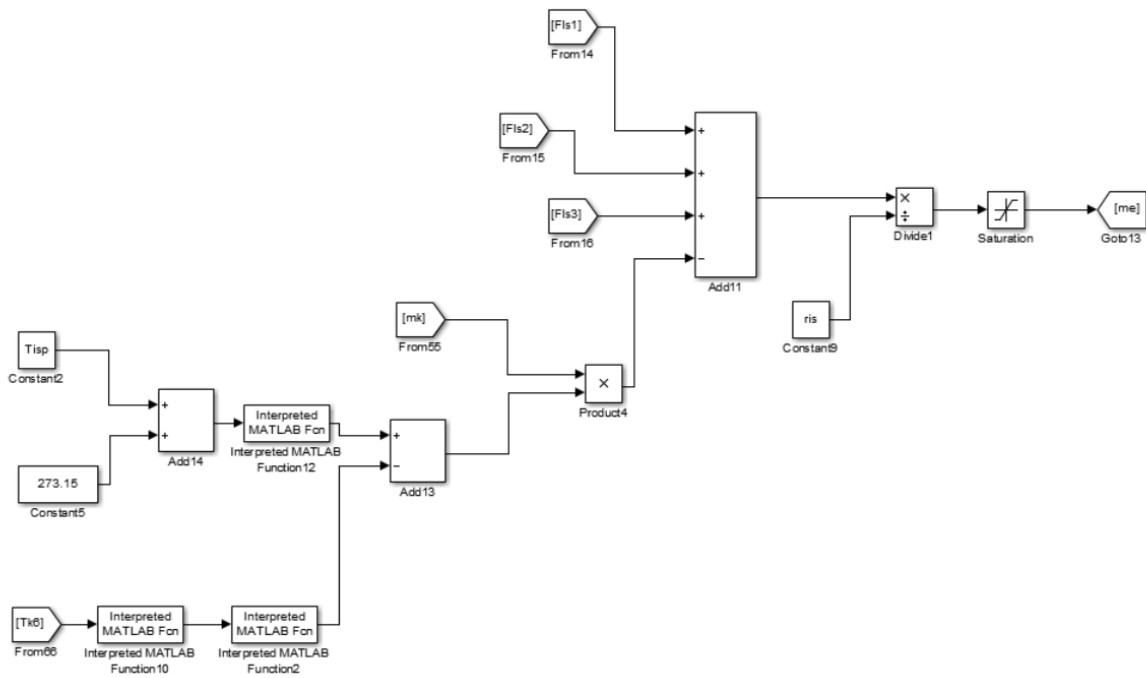 [Fls1]
From14
[Fls2]
From15
[Fls3]
From16
+
+
+
−
Add11
×
÷
Divide1
Saturation
[me]
Goto13
ris
Constant9
[mk]
From55
×
Product4
Tisp
Constant2
+
+
Add14
273.15
Constant5
Interpreted
MATLAB Fcn
Interpreted MATLAB
Function12
+
−
Add13
[Tk6]
From66
Interpreted
MATLAB Fcn
Interpreted MATLAB
Function10
Interpreted
MATLAB Fcn
Interpreted MATLAB
Function2